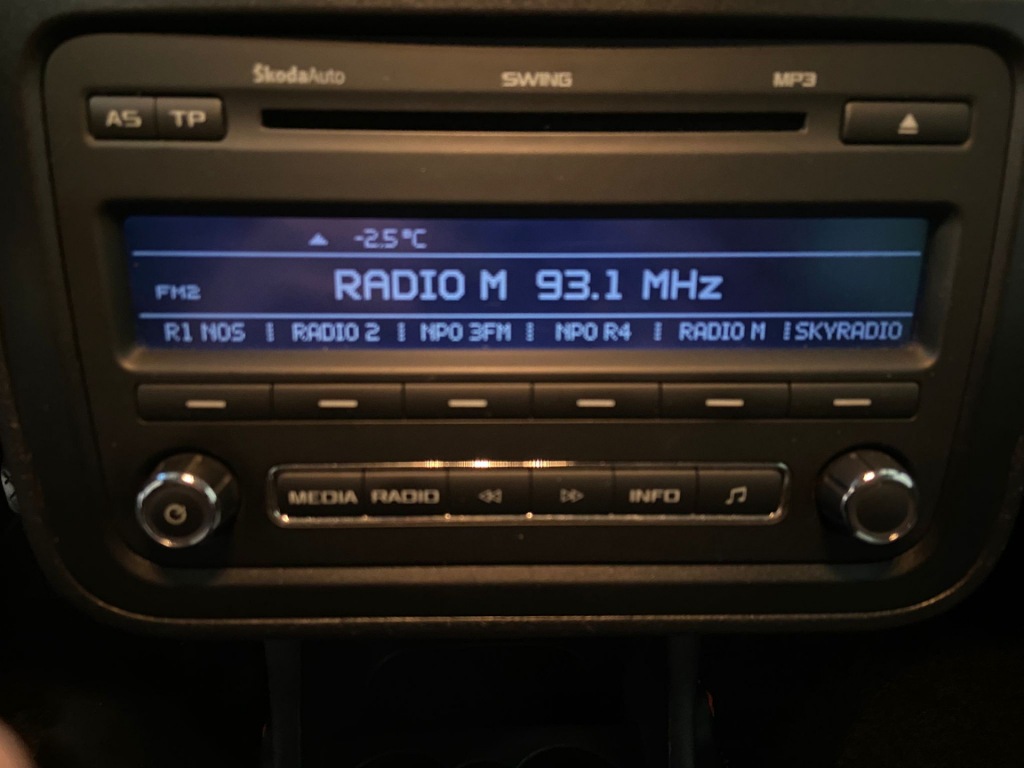 ŠkodaAuto SWING MP3
AS TP
-2.5°C
FM2 RADIO M 93.1 MHz
R1 NOS RADIO 2 NPO 3FM NPO R4 RADIO M SKYRADIO
MEDIA RADIO INFO